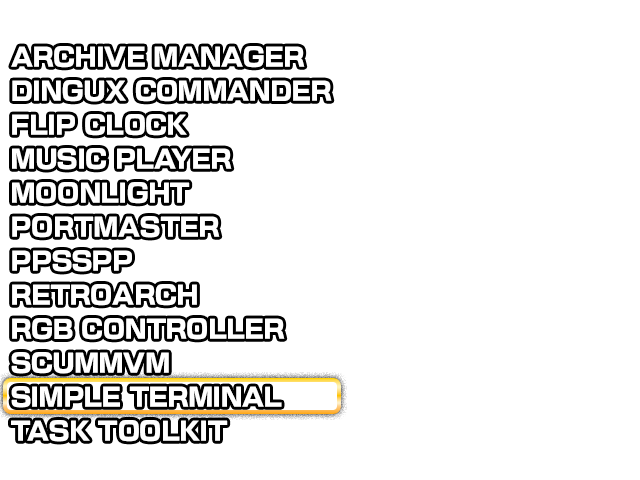 ARCHIVE MANAGER
DINGUX COMMANDER
FLIP CLOCK
MUSIC PLAYER
MOONLIGHT
PORTMASTER
PPSSPP
RETROARCH
RGB CONTROLLER
SCUMMVM
SIMPLE TERMINAL
TASK TOOLKIT